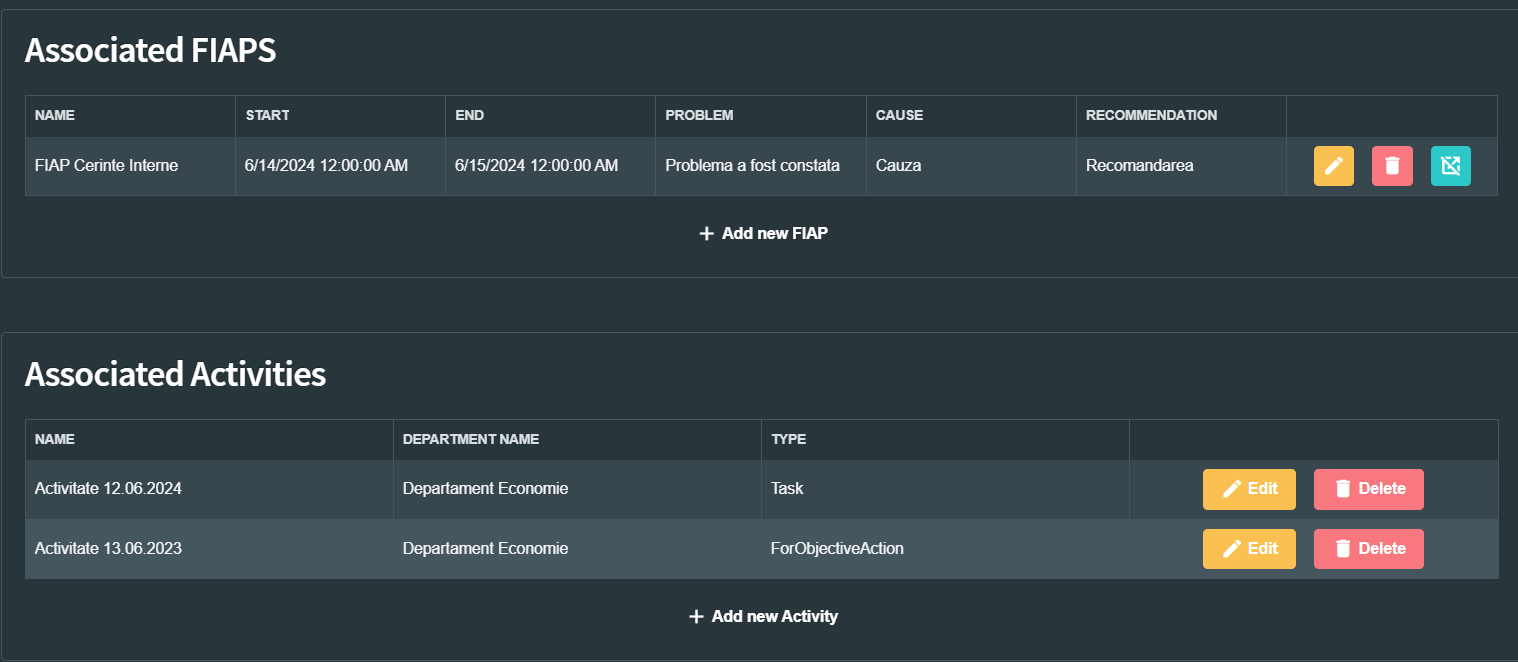 Associated FIAPS
NAME START END PROBLEM CAUSE RECOMMENDATION
FIAP Cerinte Interne 6/14/2024 12:00:00 AM 6/15/2024 12:00:00 AM Problema a fost constata Cauza Recomandarea
+ Add new FIAP
Associated Activities
NAME DEPARTMENT NAME TYPE
Activitate 12.06.2024 Departament Economie Task Edit Delete
Activitate 13.06.2023 Departament Economie ForObjectiveAction Edit Delete
+ Add new Activity